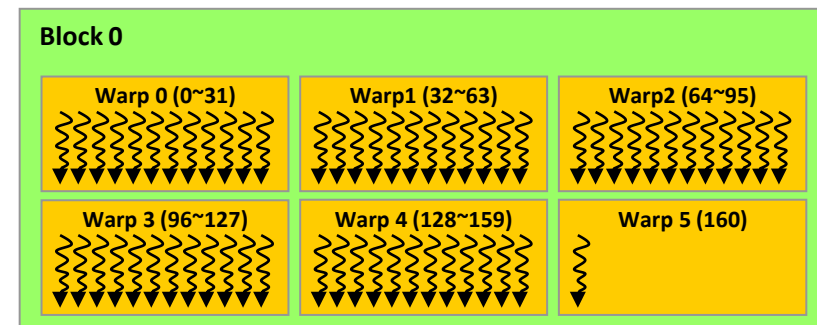 Block 0
Warp 0 (0~31)
Warp1 (32~63)
Warp2 (64~95)
Warp 3 (96~127)
Warp 4 (128~159)
Warp 5 (160)